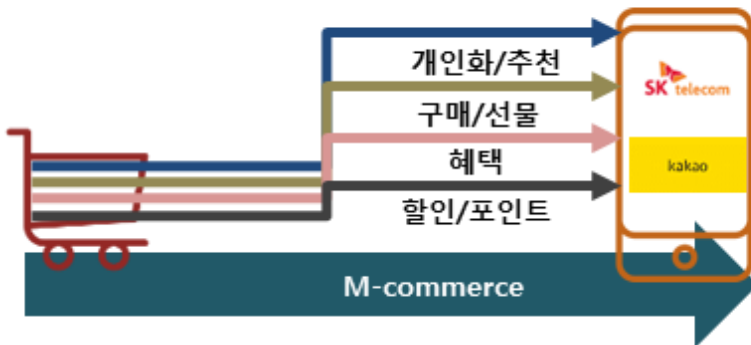 개인화/추천
SK telecom
구매/선물
혜택
kakao
할인/포인트
M-commerce